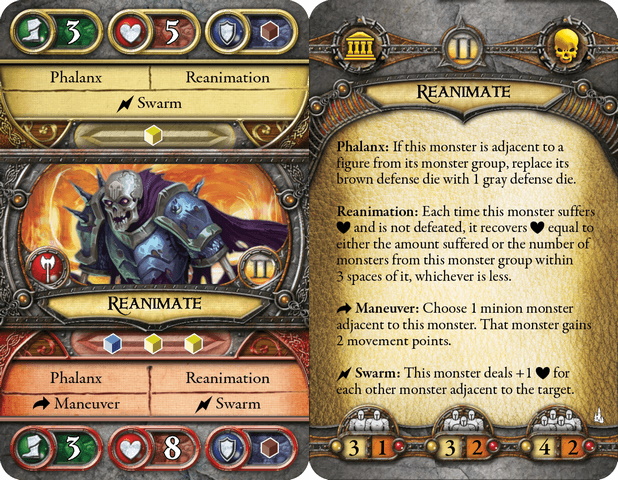 3 5
Phalanx Reanimation
Swarm
II
REANIMATE
Phalanx Reanimation
Maneuver Swarm
3 8
II
REANIMATE
Phalanx: If this monster is adjacent to a
figure from its monster group, replace its
brown defense die with 1 gray defense die.
Reanimation: Each time this monster suffers
♥ and is not defeated, it recovers ♥ equal to
either the amount suffered or the number of
monsters from this monster group within
3 spaces of it, whichever is less.
Maneuver: Choose 1 minion monster
adjacent to this monster. That monster gains
2 movement points.
Swarm: This monster deals +1 ♥ for
each other monster adjacent to the target.
3 1 3 2 4 2